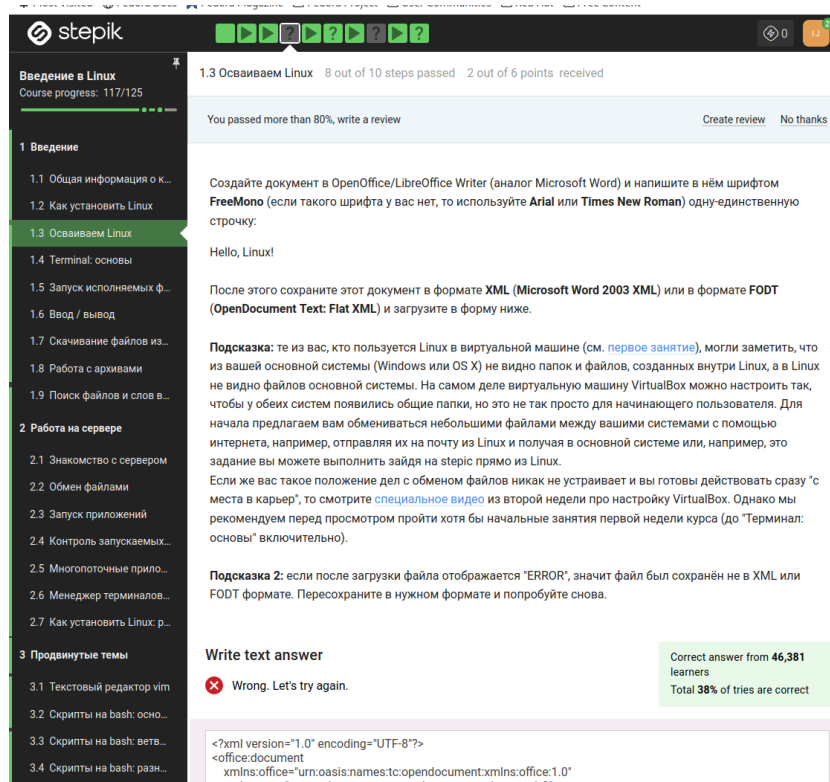 stepik
0
2
IJ
Введение в Linux
Course progress: 117/125
1 Введение
1.1 Общая информация о к...
1.2 Как установить Linux
1.3 Осваиваем Linux
1.4 Terminal: основы
1.5 Запуск исполняемых ф...
1.6 Ввод / вывод
1.7 Скачивание файлов из...
1.8 Работа с архивами
1.9 Поиск файлов и слов в...
2 Работа на сервере
2.1 Знакомство с сервером
2.2 Обмен файлами
2.3 Запуск приложений
2.4 Контроль запускаемых...
2.5 Многопоточные прило...
2.6 Менеджер терминалов...
2.7 Как установить Linux: р...
3 Продвинутые темы
3.1 Текстовый редактор vim
3.2 Скрипты на bash: осно...
3.3 Скрипты на bash: ветв...
3.4 Скрипты на bash: разн...
1.3 Осваиваем Linux 8 out of 10 steps passed 2 out of 6 points received
You passed more than 80%, write a review Create review No thanks
Создайте документ в OpenOffice/LibreOffice Writer (аналог Microsoft Word) и напишите в нём шрифтом
FreeMono (если такого шрифта у вас нет, то используйте Arial или Times New Roman) одну-единственную
строчку:
Hello, Linux!
После этого сохраните этот документ в формате XML (Microsoft Word 2003 XML) или в формате FODT
(OpenDocument Text: Flat XML) и загрузите в форму ниже.
Подсказка: те из вас, кто пользуется Linux в виртуальной машине (см. первое занятие), могли заметить, что
из вашей основной системы (Windows или OS X) не видно папок и файлов, созданных внутри Linux, а в Linux
не видно файлов основной системы. На самом деле виртуальную машину VirtualBox можно настроить так,
чтобы у обеих систем появились общие папки, но это не так просто для начинающего пользователя. Для
начала предлагаем вам обмениваться небольшими файлами между вашими системами с помощью
интернета, например, отправляя их на почту из Linux и получая в основной системе или, например, это
задание вы можете выполнить зайдя на stepic прямо из Linux.
Если же вас такое положение дел с обменом файлов никак не устраивает и вы готовы действовать сразу "с
места в карьер", то смотрите специальное видео из второй недели про настройку VirtualBox. Однако мы
рекомендуем перед просмотром пройти хотя бы начальные занятия первой недели курса (до "Терминал:
основы" включительно).
Подсказка 2: если после загрузки файла отображается "ERROR", значит файл был сохранён не в XML или
FODT формате. Пересохраните в нужном формате и попробуйте снова.
Write text answer
Wrong. Let's try again.
Correct answer from 46,381
learners
Total 38% of tries are correct
<?xml version="1.0" encoding="UTF-8"?>
<office:document
xmlns:office="urn:oasis:names:tc:opendocument:xmlns:office:1.0"